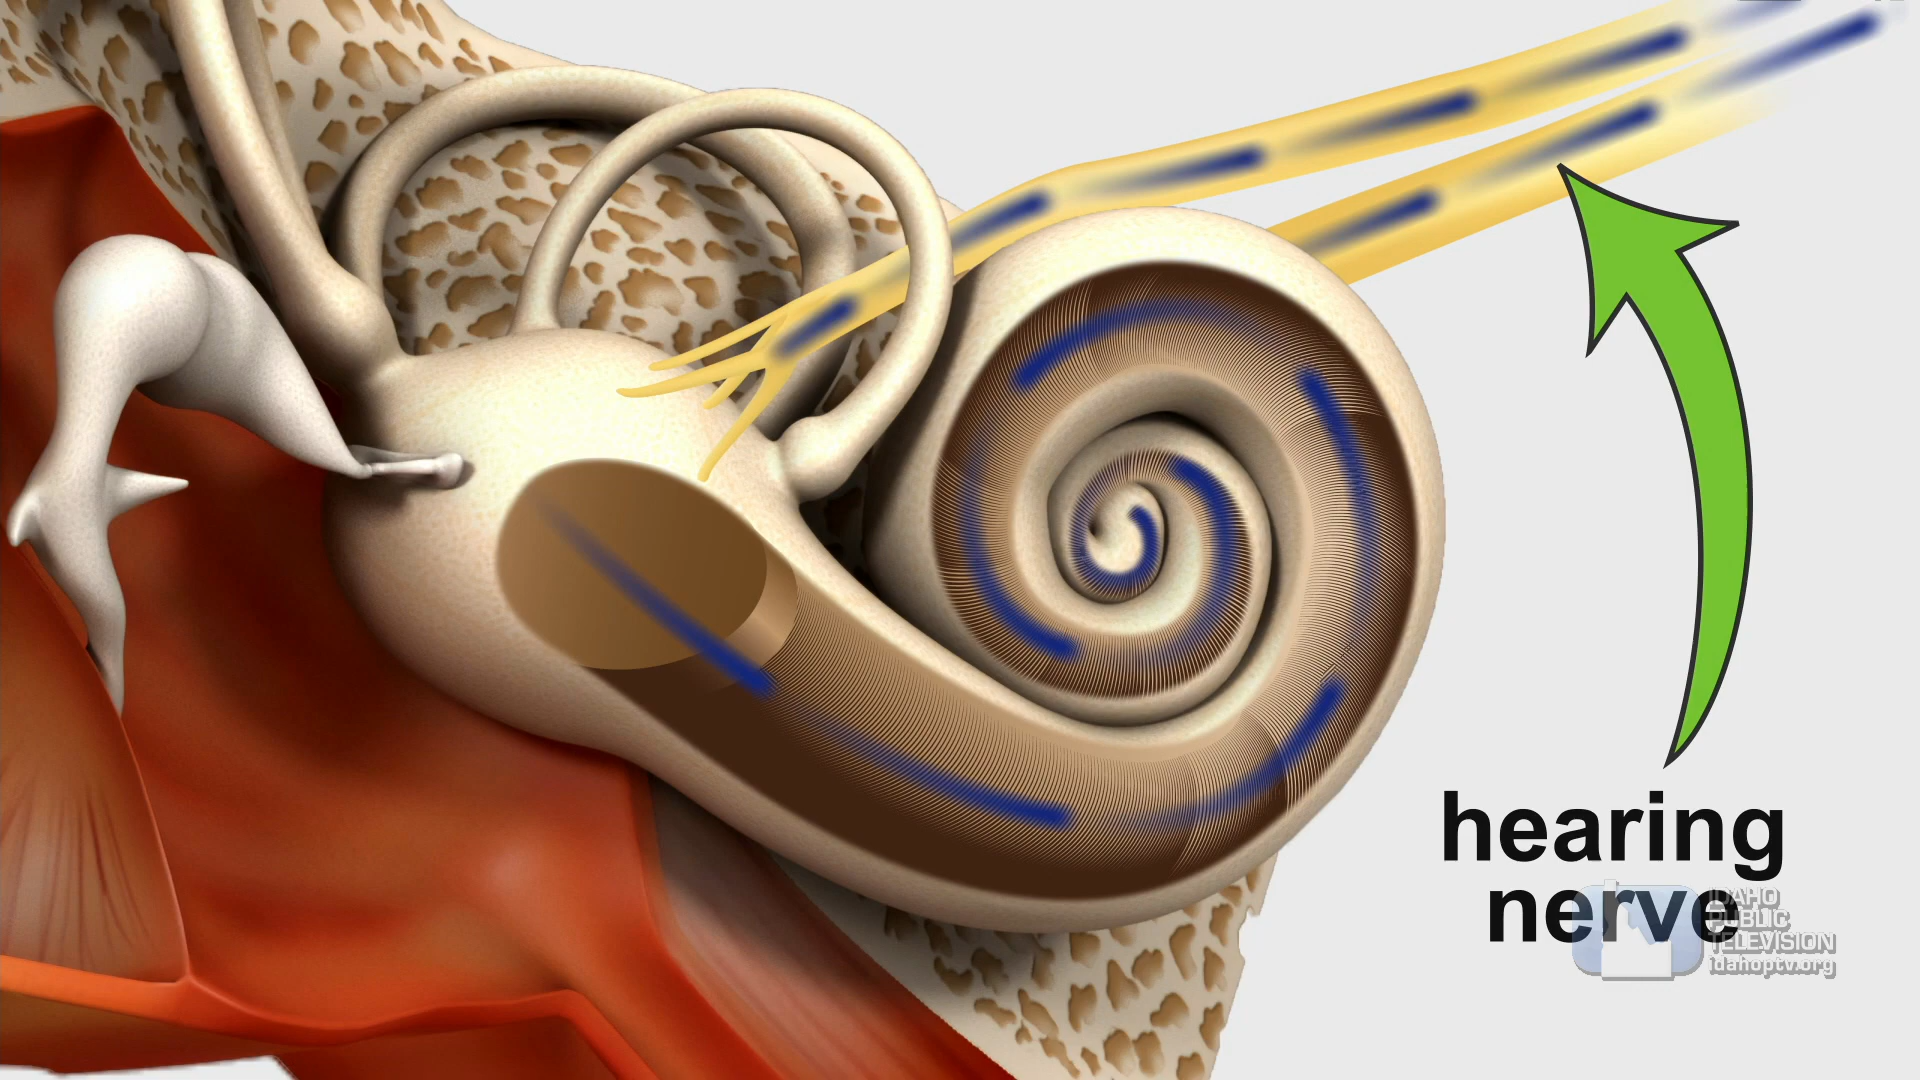 hearing
nerve
IDAHO
PUBLIC
TELEVISION
idahoptv.org